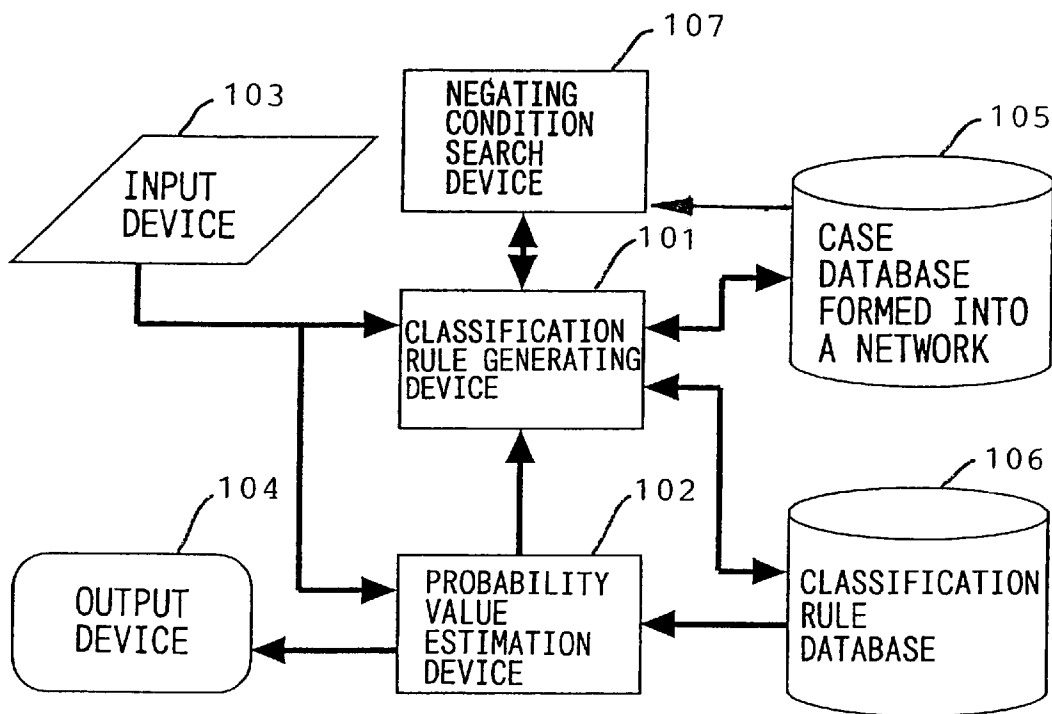 107
NEGATING
CONDITION
SEARCH
DEVICE
103
INPUT
DEVICE
105
CASE
DATABASE
FORMED INTO
A NETWORK
101
CLASSIFICATION
RULE GENERATING
DEVICE
104
OUTPUT
DEVICE
102
PROBABILITY
VALUE
ESTIMATION
DEVICE
106
CLASSIFICATION
RULE
DATABASE